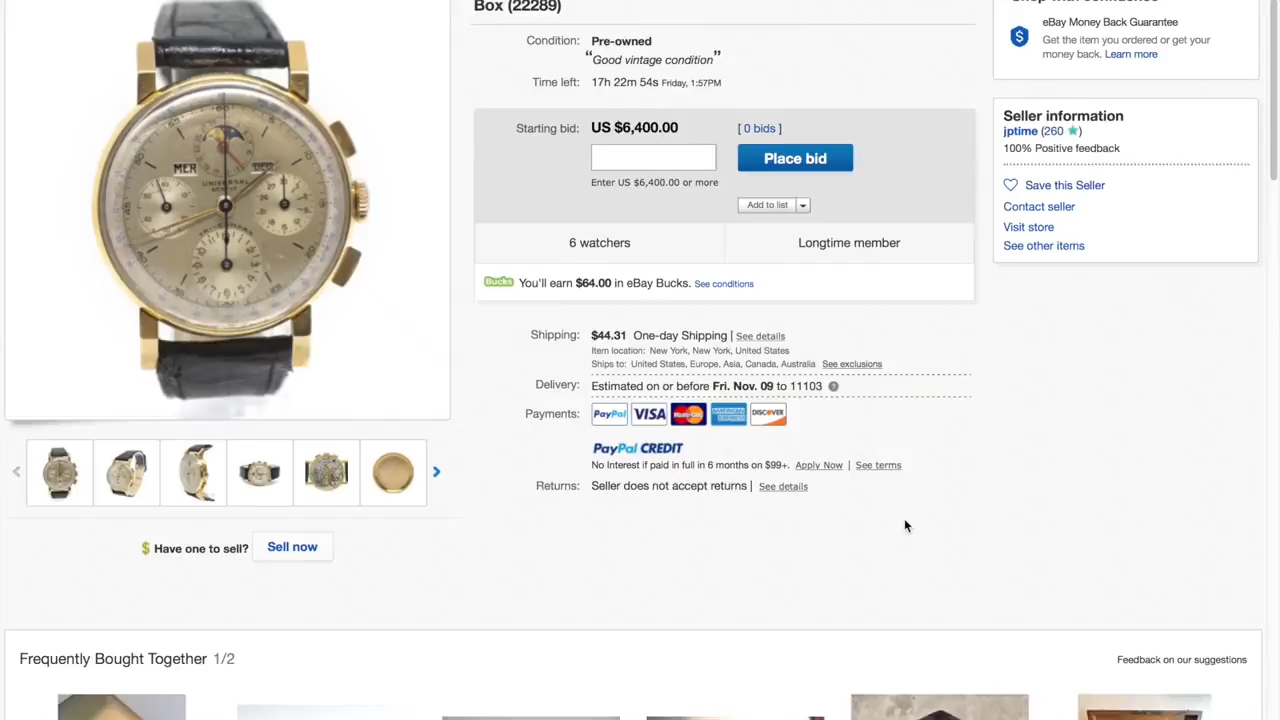 Box (22289)
Condition: Pre-owned
“Good vintage condition”
Time left: 17h 22m 54s Friday, 1:57PM
Starting bid: US $6,400.00 [ 0 bids ]
Place bid
Enter US $6,400.00 or more
Add to list
6 watchers Longtime member
Bucks You'll earn $64.00 in eBay Bucks. See conditions
Shipping: $44.31 One-day Shipping | See details
Item location: New York, New York, United States
Ships to: United States, Europe, Asia, Canada, Australia See exclusions
Delivery: Estimated on or before Fri. Nov. 09 to 11103 ?
Payments: PayPal VISA MasterCard AMERICAN EXPRESS DISCOVER
PayPal CREDIT
No Interest if paid in full in 6 months on $99+. Apply Now | See terms
Returns: Seller does not accept returns | See details
eBay Money Back Guarantee
$ Get the item you ordered or get your
money back. Learn more
Seller information
jptime (260 )
100% Positive feedback
Save this Seller
Contact seller
Visit store
See other items
MER
UNIVERSAL
GENEVE
$ Have one to sell? Sell now
Frequently Bought Together 1/2
Feedback on our suggestions